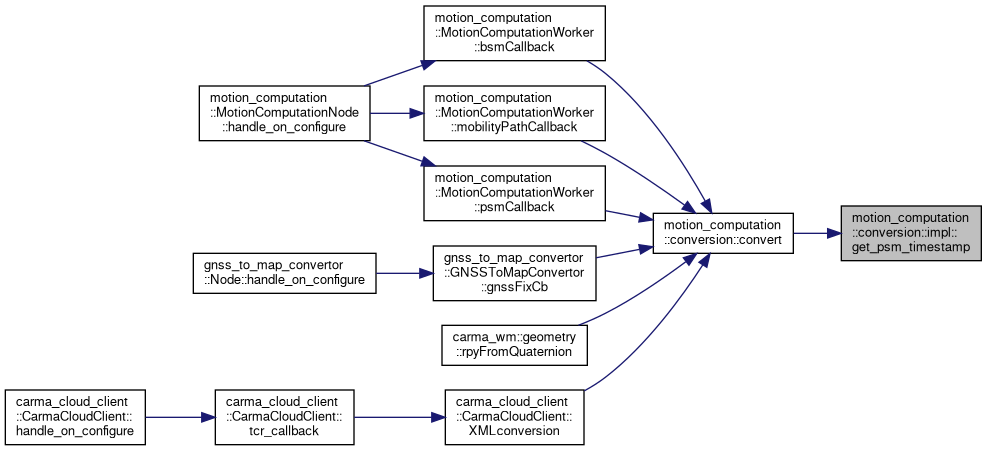 motion_computation
::MotionComputationWorker
::bsmCallback
motion_computation
::MotionComputationNode
::handle_on_configure
motion_computation
::MotionComputationWorker
::mobilityPathCallback
motion_computation
::MotionComputationWorker
::psmCallback
motion_computation
::conversion::convert
motion_computation
::conversion::impl::
get_psm_timestamp
gnss_to_map_convertor
::Node::handle_on_configure
gnss_to_map_convertor
::GNSSToMapConvertor
::gnssFixCb
carma_wm::geometry
::rpyFromQuaternion
carma_cloud_client
::CarmaCloudClient::
handle_on_configure
carma_cloud_client
::CarmaCloudClient::
tcr_callback
carma_cloud_client
::CarmaCloudClient::
XMLconversion